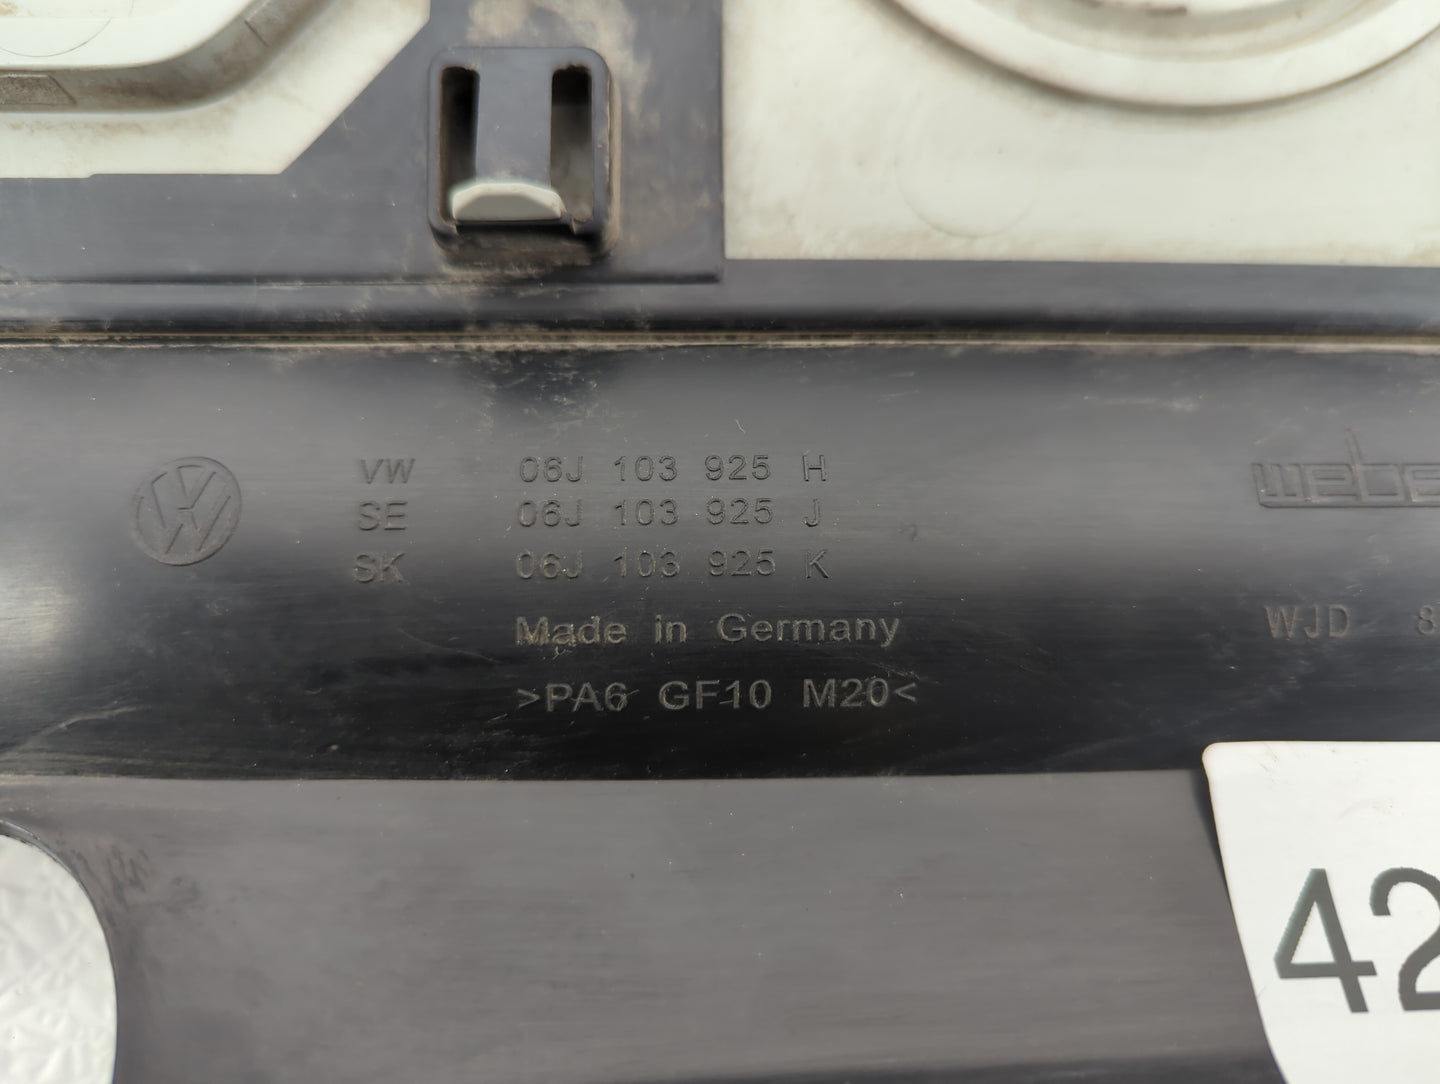 VW 06J 103 925 H
SE 06J 103 925 J
SK 06J 103 925 K
Made in Germany
>PA6 GF10 M20<
WJD 8
42